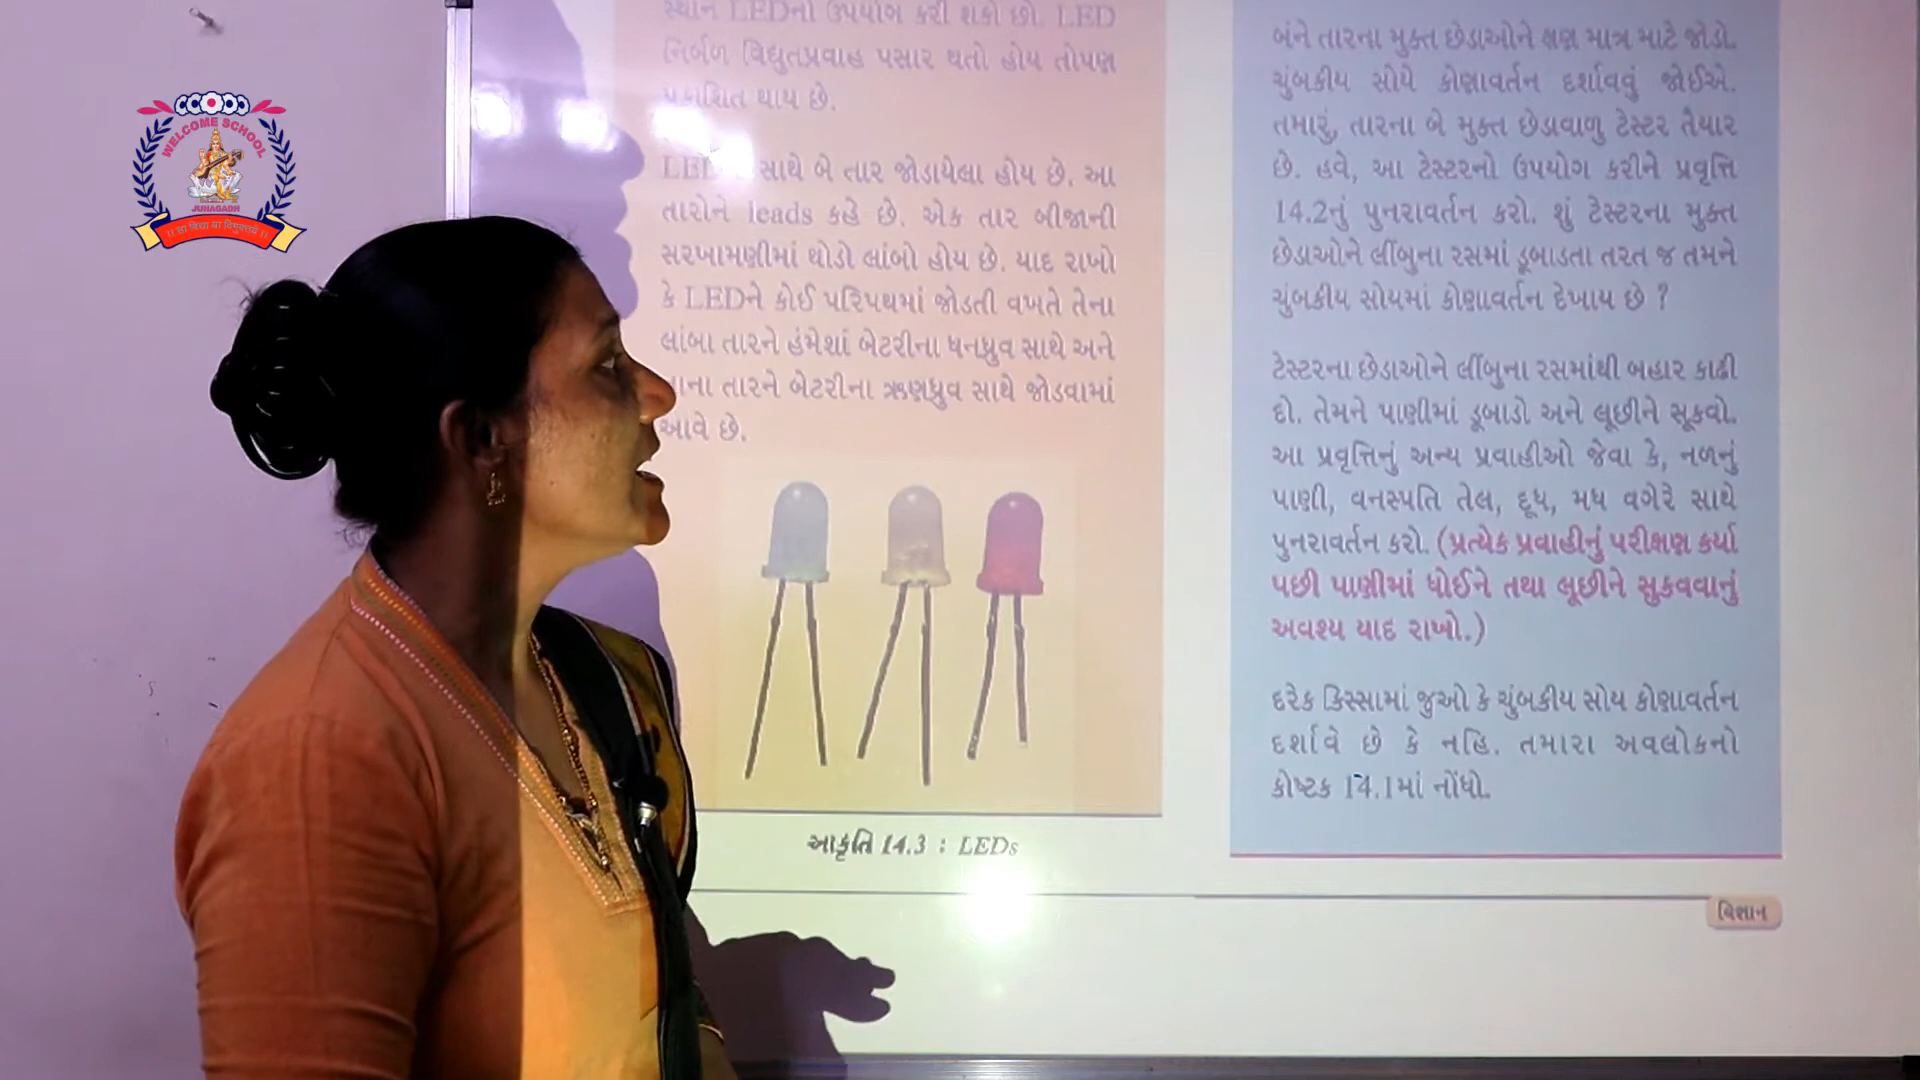 WELCOME SCHOOL
JUNAGADH
|| सा विद्या या विमुक्तये ||
સ્થાને LEDનો ઉપયોગ કરી શકો છો. LED
નિર્બળ વિદ્યુતપ્રવાહ પસાર થતો હોય તોપણ
પ્રકાશિત થાય છે.
LED સાથે બે તાર જોડાયેલા હોય છે. આ
તારોને leads કહે છે. એક તાર બીજાની
સરખામણીમાં થોડો લાંબો હોય છે. યાદ રાખો
કે LEDને કોઈ પરિપથમાં જોડતી વખતે તેના
લાંબા તારને હંમેશાં બેટરીના ધનધ્રુવ સાથે અને
નાના તારને બેટરીના ઋણધ્રુવ સાથે જોડવામાં
આવે છે.
આકૃતિ 14.3 : LEDs
બંને તારના મુક્ત છેડાઓને ક્ષણ માત્ર માટે જોડો.
ચુંબકીય સોયે કોણાવર્તન દર્શાવવું જોઈએ.
તમારું, તારના બે મુક્ત છેડાવાળુ ટેસ્ટર તૈયાર
છે. હવે, આ ટેસ્ટરનો ઉપયોગ કરીને પ્રવૃત્તિ
14.2નું પુનરાવર્તન કરો. શું ટેસ્ટરના મુક્ત
છેડાઓને લીંબુના રસમાં ડૂબાડતા તરત જ તમને
ચુંબકીય સોયમાં કોણાવર્તન દેખાય છે ?
ટેસ્ટરના છેડાઓને લીંબુના રસમાંથી બહાર કાઢી
દો. તેમને પાણીમાં ડૂબાડો અને લૂછીને સૂકવો.
આ પ્રવૃત્તિનું અન્ય પ્રવાહીઓ જેવા કે, નળનું
પાણી, વનસ્પતિ તેલ, દૂધ, મધ વગેરે સાથે
પુનરાવર્તન કરો. (પ્રત્યેક પ્રવાહીનું પરીક્ષણ કર્યા
પછી પાણીમાં ધોઈને તથા લૂછીને સુકવવાનું
અવશ્ય યાદ રાખો.)
દરેક કિસ્સામાં જુઓ કે ચુંબકીય સોય કોણાવર્તન
દર્શાવે છે કે નહિ. તમારા અવલોકનો
કોષ્ટક 14.1માં નોંધો.
વિજ્ઞાન